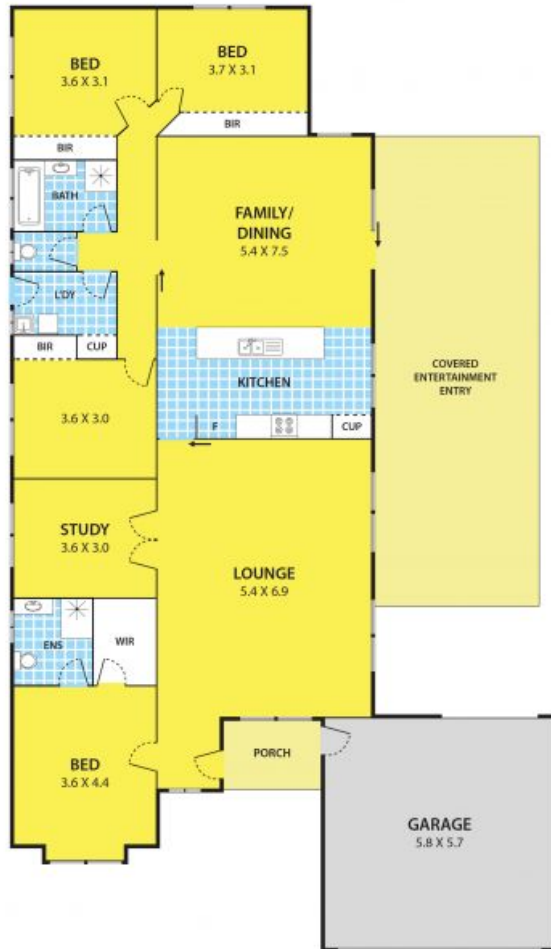 BED
3.6 X 3.1
BED
3.7 X 3.1
BIR
BIR
BATH
FAMILY/
DINING
5.4 X 7.5
L'DY
BIR
CUP
KITCHEN
COVERED
ENTERTAINMENT
ENTRY
3.6 X 3.0
F
CUP
STUDY
3.6 X 3.0
LOUNGE
5.4 X 6.9
ENS
WIR
BED
3.6 X 4.4
PORCH
GARAGE
5.8 X 5.7